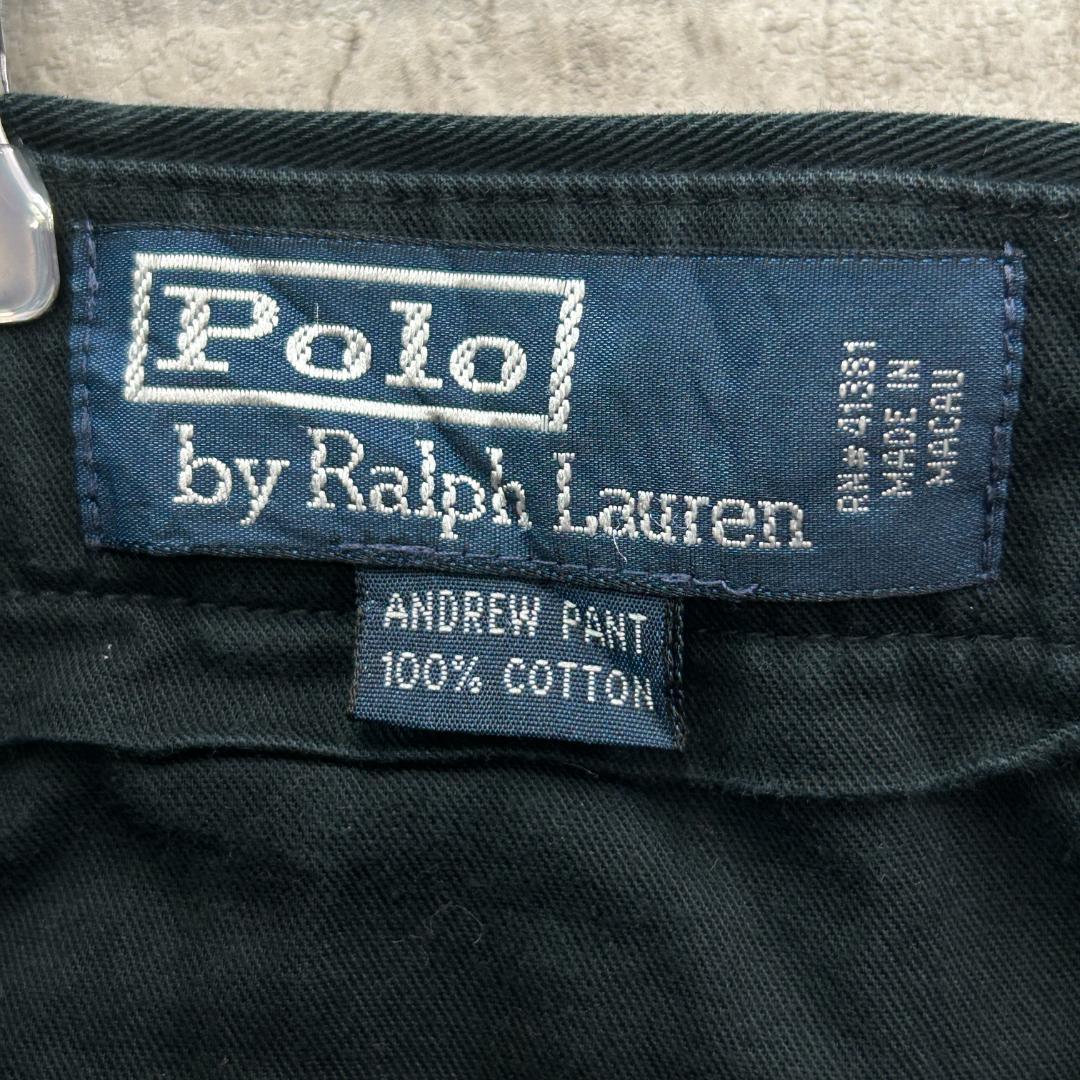 Polo
by Ralph Lauren
RN# 41381
MADE IN
MACAU
ANDREW PANT
100% COTTON